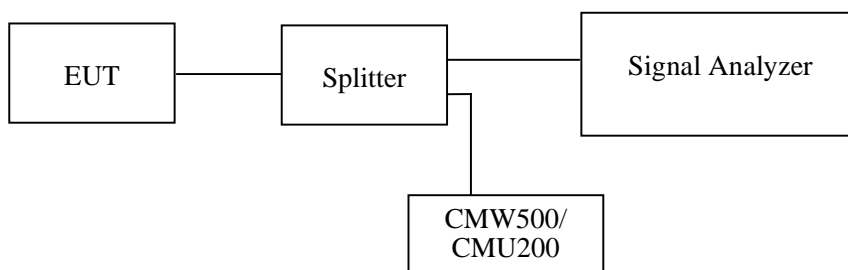 EUT
Splitter
Signal Analyzer
CMW500/
CMU200